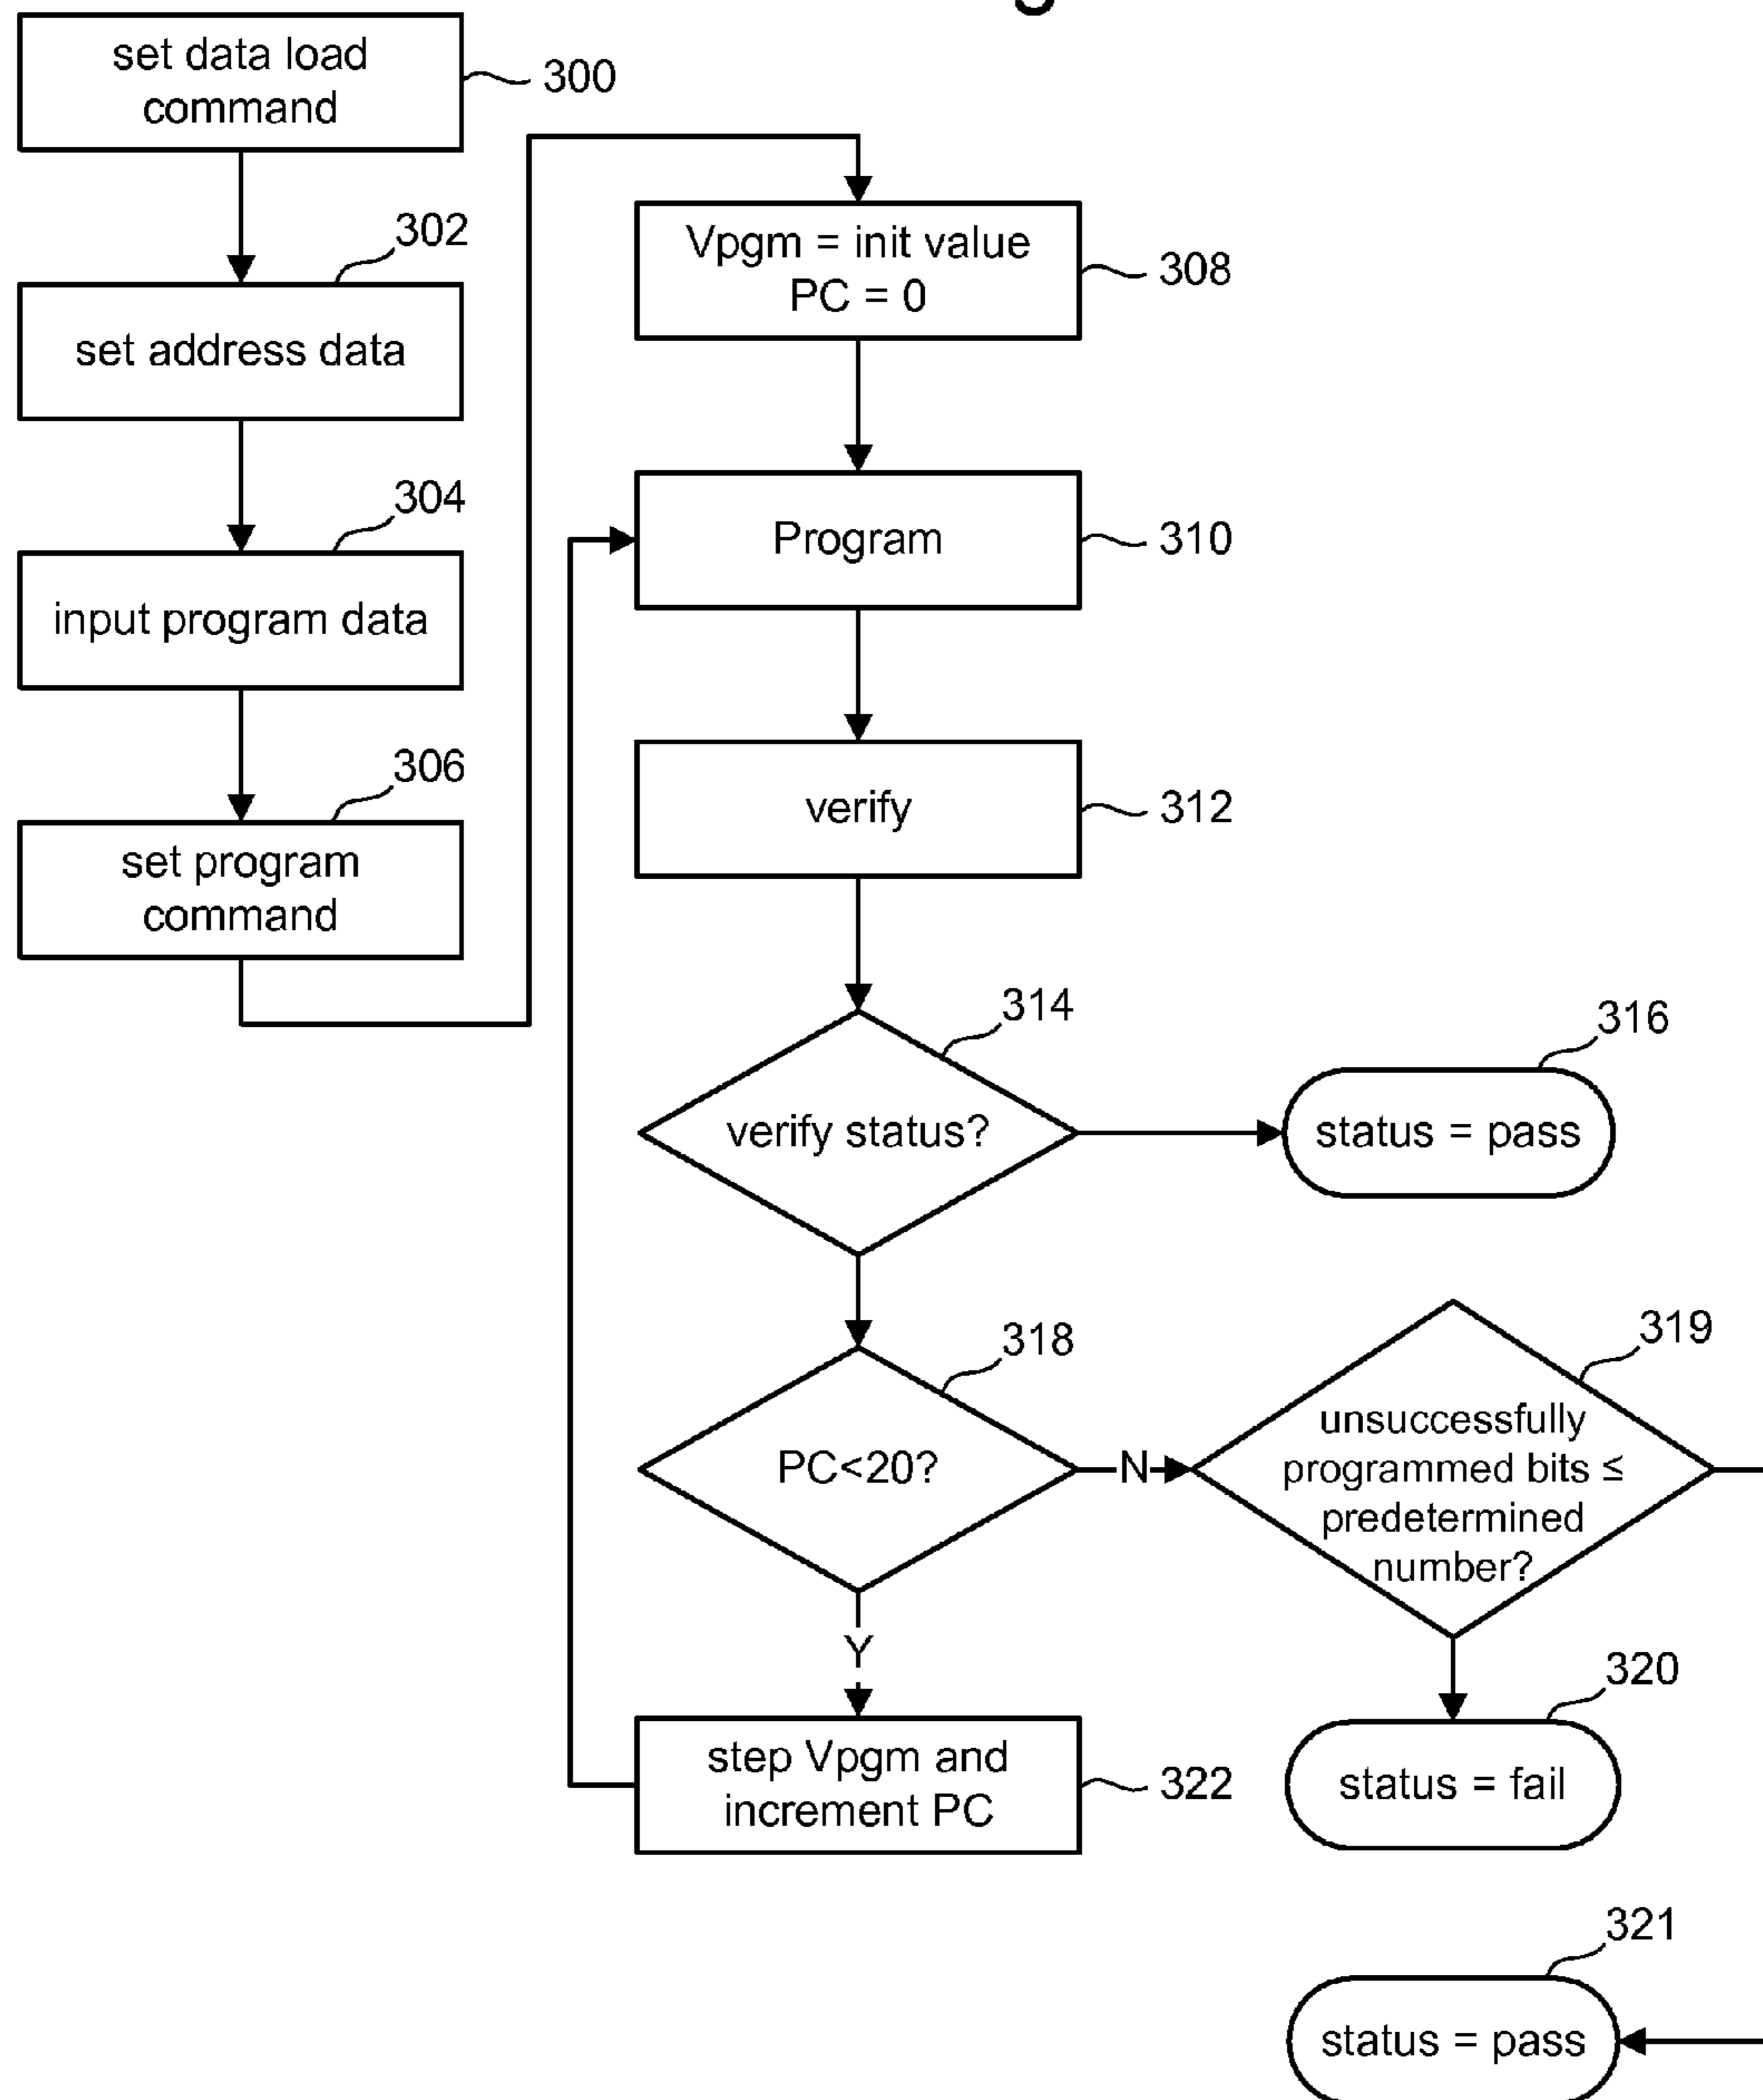 set data load
command
300
302
set address data
304
input program data
306
set program
command
Vpgm = init value
PC = 0
308
Program
310
verify
312
314
verify status?
316
status = pass
318
PC<20?
N
319
unsuccessfully
programmed bits ≤
predetermined
number?
Y
320
status = fail
step Vpgm and
increment PC
322
321
status = pass